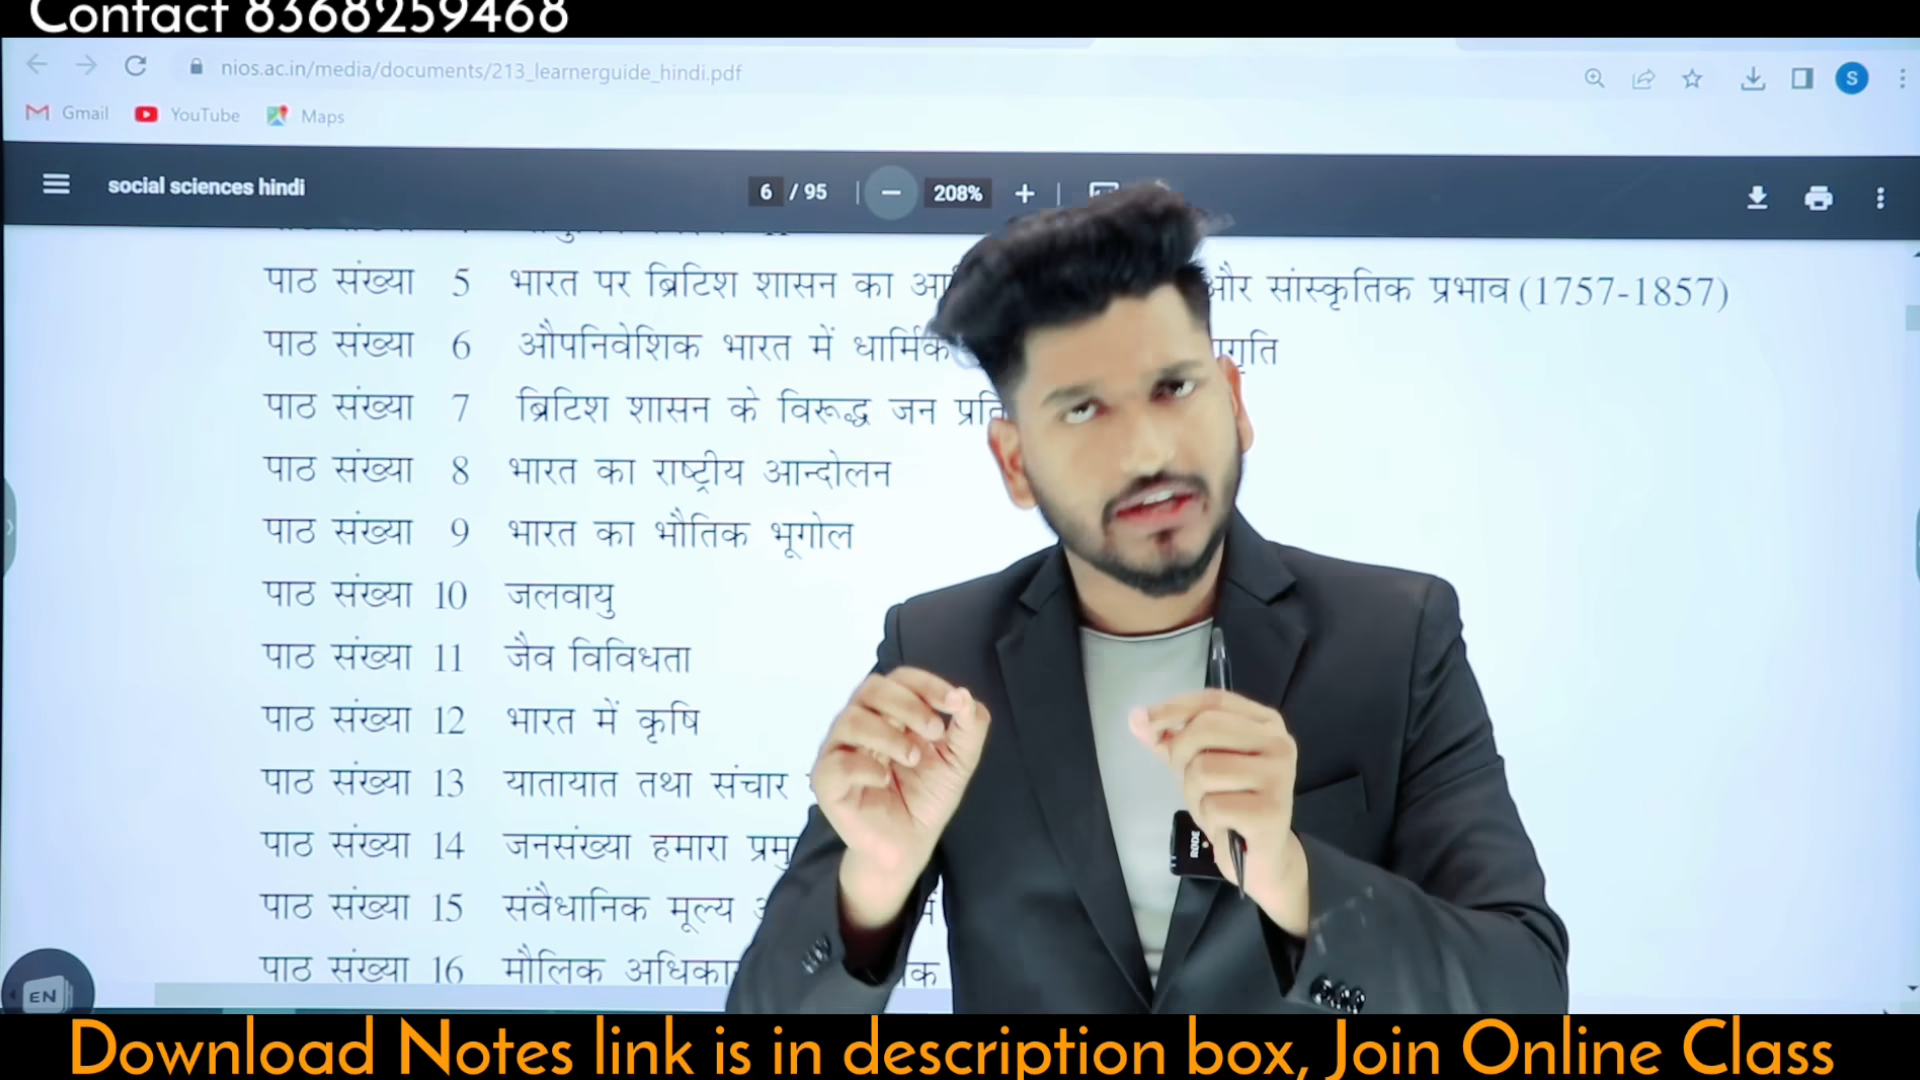 Contact 8368259468
nios.ac.in/media/documents/213_learnerguide_hindi.pdf
S
Gmail YouTube Maps
social sciences hindi 6 / 95 208%
पाठ संख्या 5 भारत पर ब्रिटिश शासन का और सांस्कृतिक प्रभाव (1757-1857)
पाठ संख्या 6 औपनिवेशिक भारत में धार्मिक
पाठ संख्या 7 ब्रिटिश शासन के विरूद्ध जन
पाठ संख्या 8 भारत का राष्ट्रीय आन्दोलन
पाठ संख्या 9 भारत का भौतिक भूगोल
पाठ संख्या 10 जलवायु
पाठ संख्या 11 जैव विविधता
पाठ संख्या 12 भारत में कृषि
पाठ संख्या 13 यातायात तथा संचार
पाठ संख्या 14 जनसंख्या हमारा
पाठ संख्या 15 संवैधानिक मूल्य
पाठ संख्या 16 मौलिक
RODE
EN
Download Notes link is in description box, Join Online Class